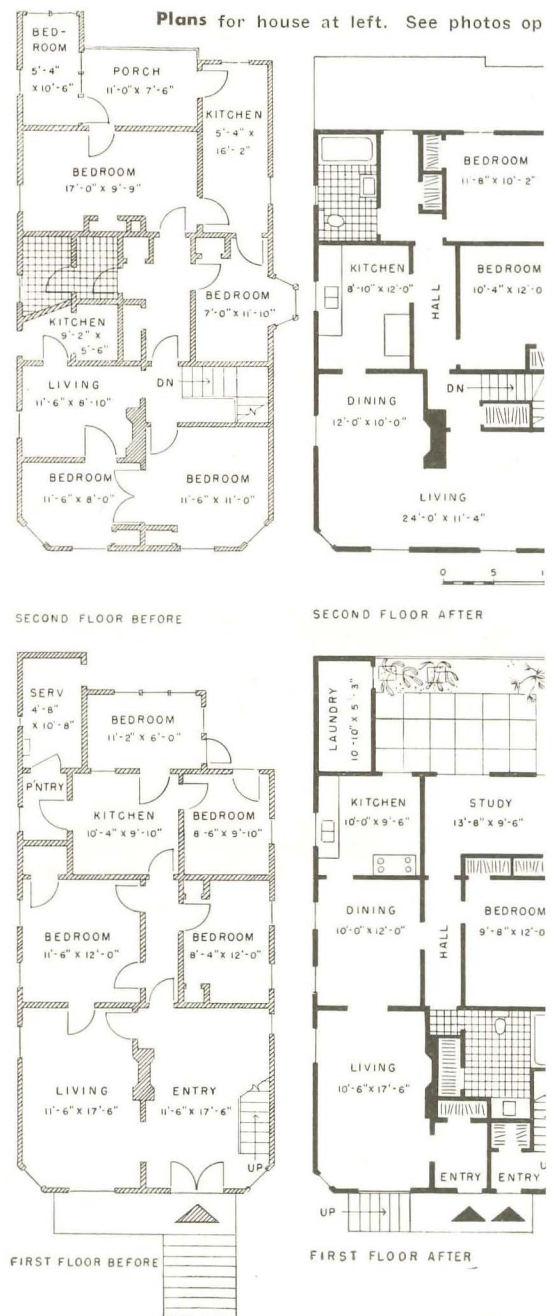 Plans for house at left. See photos op
BED-
ROOM
5'-4"
X 10'-6"
PORCH
11'-0" X 7'-6"
KITCHEN
5'-4" X
16'-2"
BEDROOM
17'-0" X 9'-9"
KITCHEN
9'-2" X
5'-6"
BEDROOM
7'-0" X 11'-10"
LIVING
11'-6" X 8'-10"
DN
BEDROOM
11'-6" X 8'-0"
BEDROOM
11'-6" X 11'-0"
SECOND FLOOR BEFORE
BEDROOM
11'-8" X 10'-2"
KITCHEN
8'-10" X 12'-0"
HALL
BEDROOM
10'-4" X 12'-0
DINING
12'-0" X 10'-0"
DN
LIVING
24'-0" X 11'-4"
0 5 1
SECOND FLOOR AFTER
SERV
4'-8"
X 10'-8"
BEDROOM
11'-2" X 6'-0"
P'NTRY
KITCHEN
10'-4" X 9'-10"
BEDROOM
8'-6" X 9'-10"
BEDROOM
11'-6" X 12'-0"
BEDROOM
8'-4" X 12'-0"
LIVING
11'-6" X 17'-6"
ENTRY
11'-6" X 17'-6"
UP
FIRST FLOOR BEFORE
LAUNDRY
10'-10" X 5'-3"
KITCHEN
10'-0" X 9'-6"
STUDY
13'-8" X 9'-6"
DINING
10'-0" X 12'-0"
HALL
BEDROOM
9'-8" X 12'-0
LIVING
10'-6" X 17'-6"
ENTRY
ENTRY
U
UP
FIRST FLOOR AFTER